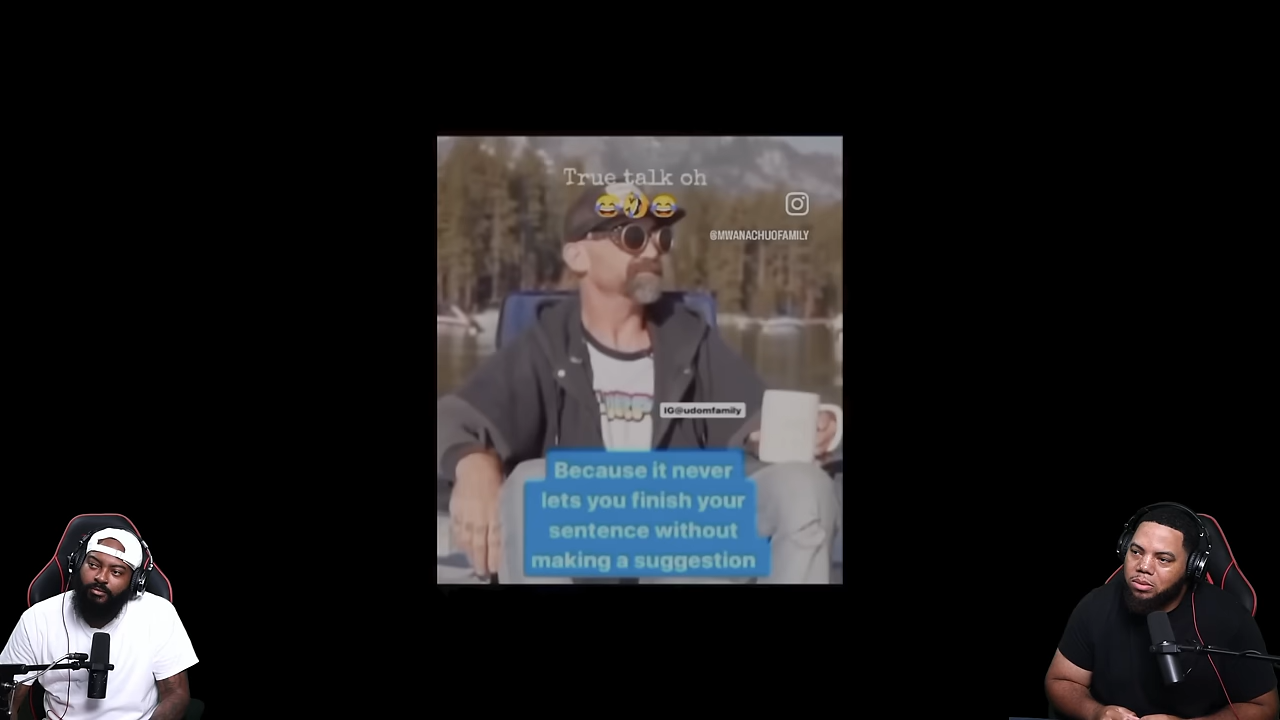 True talk oh
@MWANACHUOFAMILY
IG@udomfamily
Because it never
lets you finish your
sentence without
making a suggestion